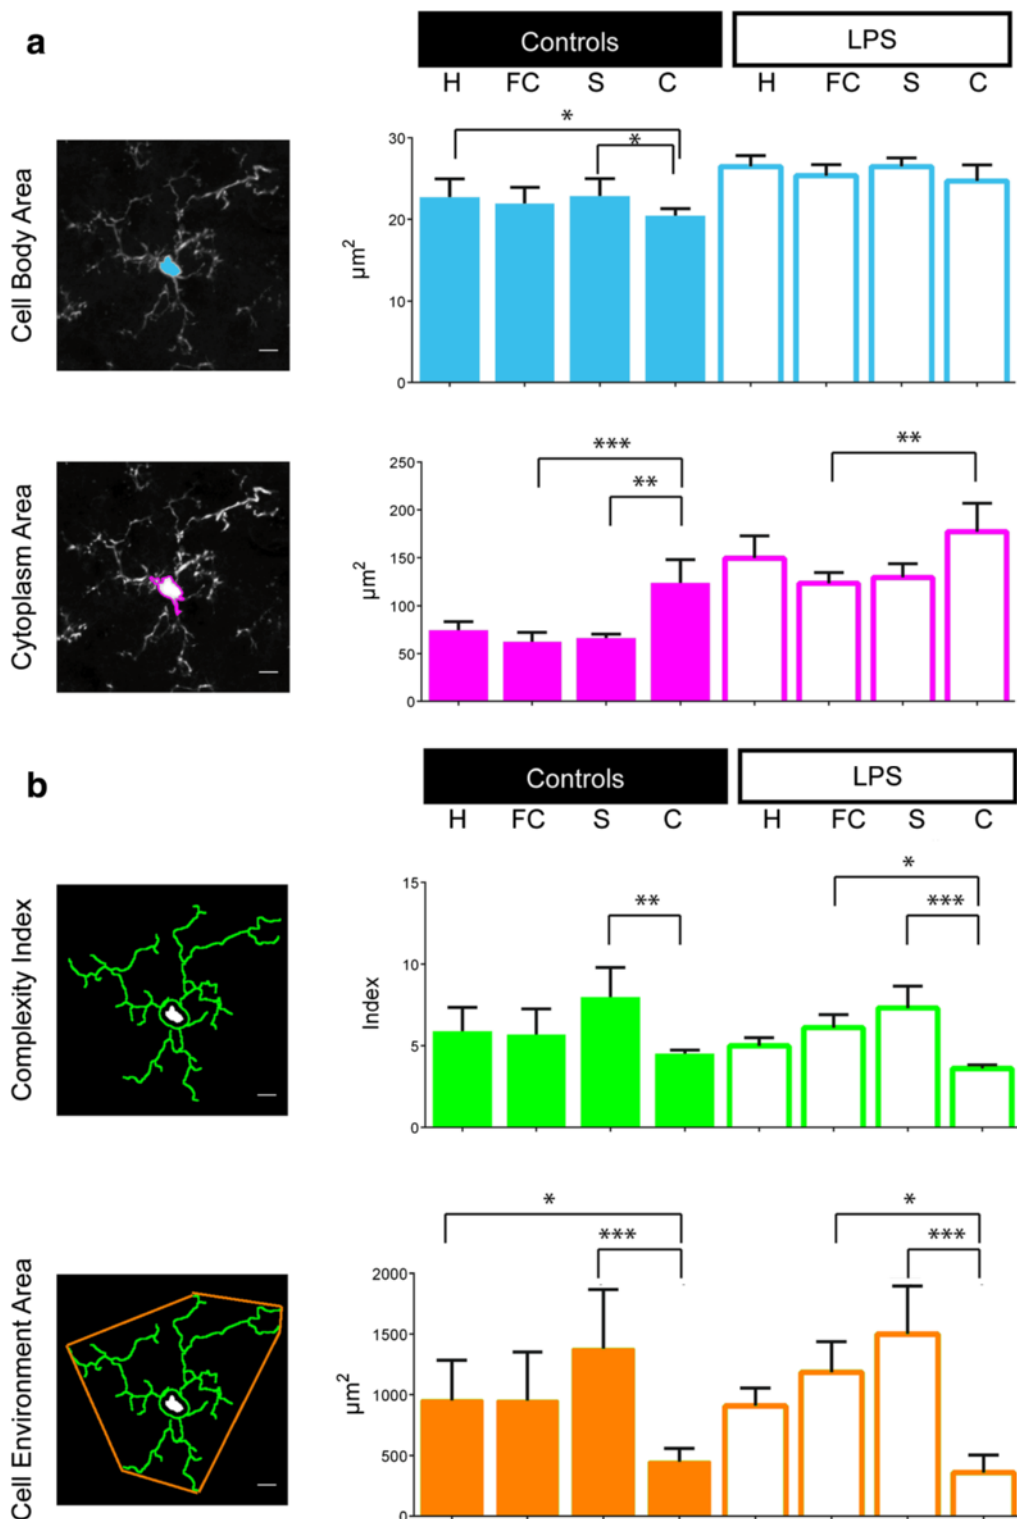 a
Controls
LPS
H FC S C H FC S C
Cell Body Area
*
*
30
20
10
0
µm²
Cytoplasm Area
***
**
**
250
200
150
100
50
0
µm²
b
Controls
LPS
H FC S C H FC S C
Complexity Index
**
*
***
15
10
5
0
Index
Cell Environment Area
*
***
*
***
2000
1500
1000
500
0
µm²